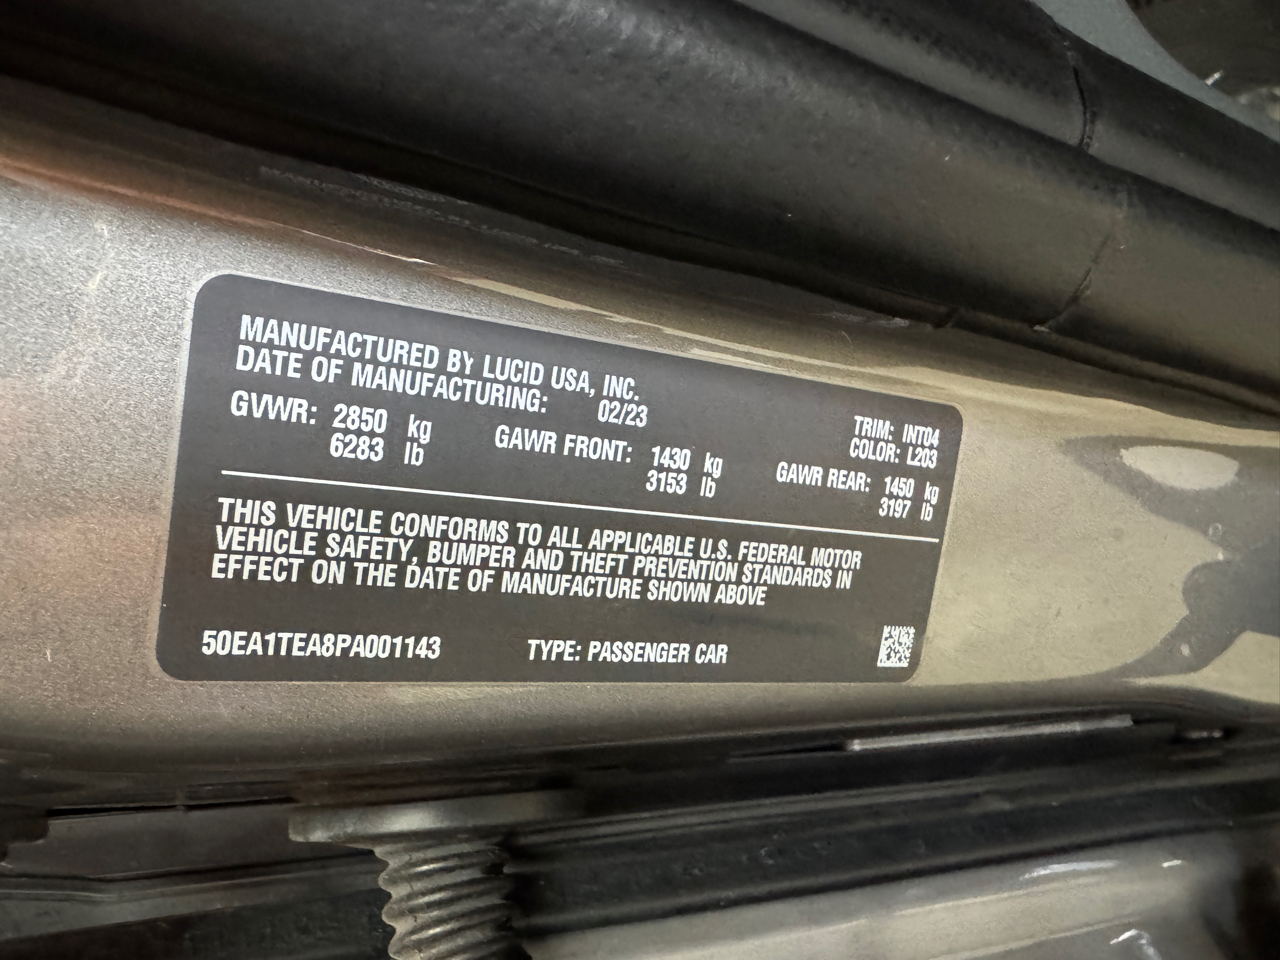 MANUFACTURED BY LUCID USA, INC.
DATE OF MANUFACTURING: 02/23
TRIM: INT04
COLOR: L203
GVWR: 2850 kg
6283 lb
GAWR FRONT: 1430 kg
3153 lb
GAWR REAR: 1450 kg
3197 lb
THIS VEHICLE CONFORMS TO ALL APPLICABLE U.S. FEDERAL MOTOR
VEHICLE SAFETY, BUMPER AND THEFT PREVENTION STANDARDS IN
EFFECT ON THE DATE OF MANUFACTURE SHOWN ABOVE
50EA1TEA8PA001143 TYPE: PASSENGER CAR